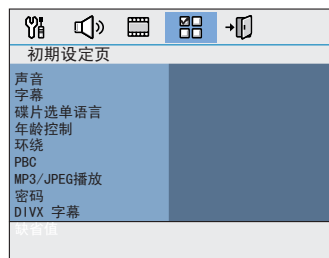 初期设定页
声音
字幕
碟片选单语言
年龄控制
环绕
PBC
MP3/JPEG播放
密码
DIVX 字幕
缺省值